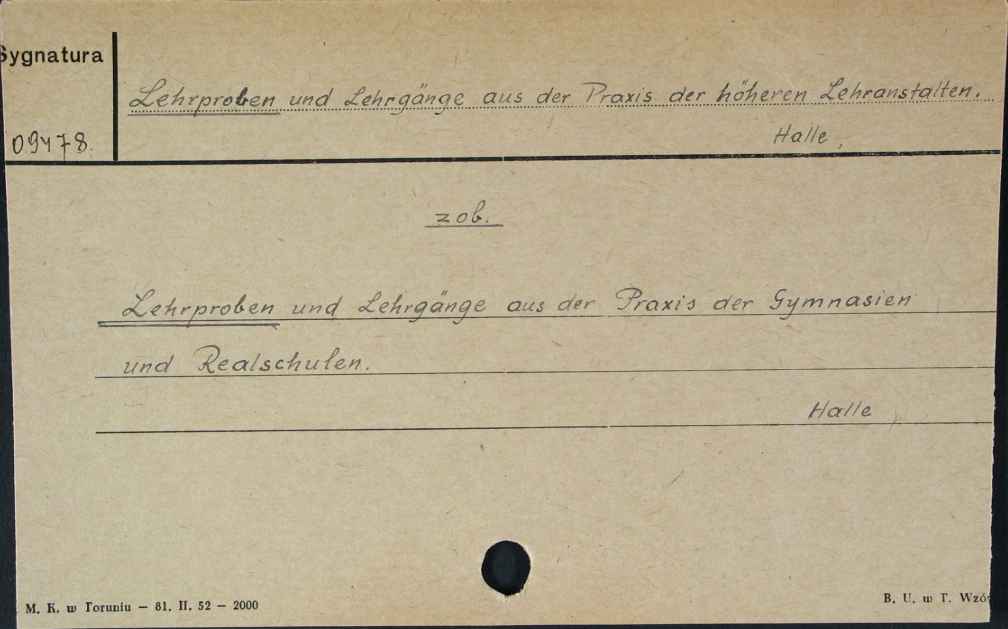 Sygnatura
Lehrproben und Lehrgänge aus der Praxis der höheren Lehranstalten.
09478.
Halle,
zob.
Lehrproben und Lehrgänge aus der Praxis der Gymnasien
und Realschulen.
Halle
M. K. w Toruniu — 81. II. 52 — 2000
B. U. w T. Wzór